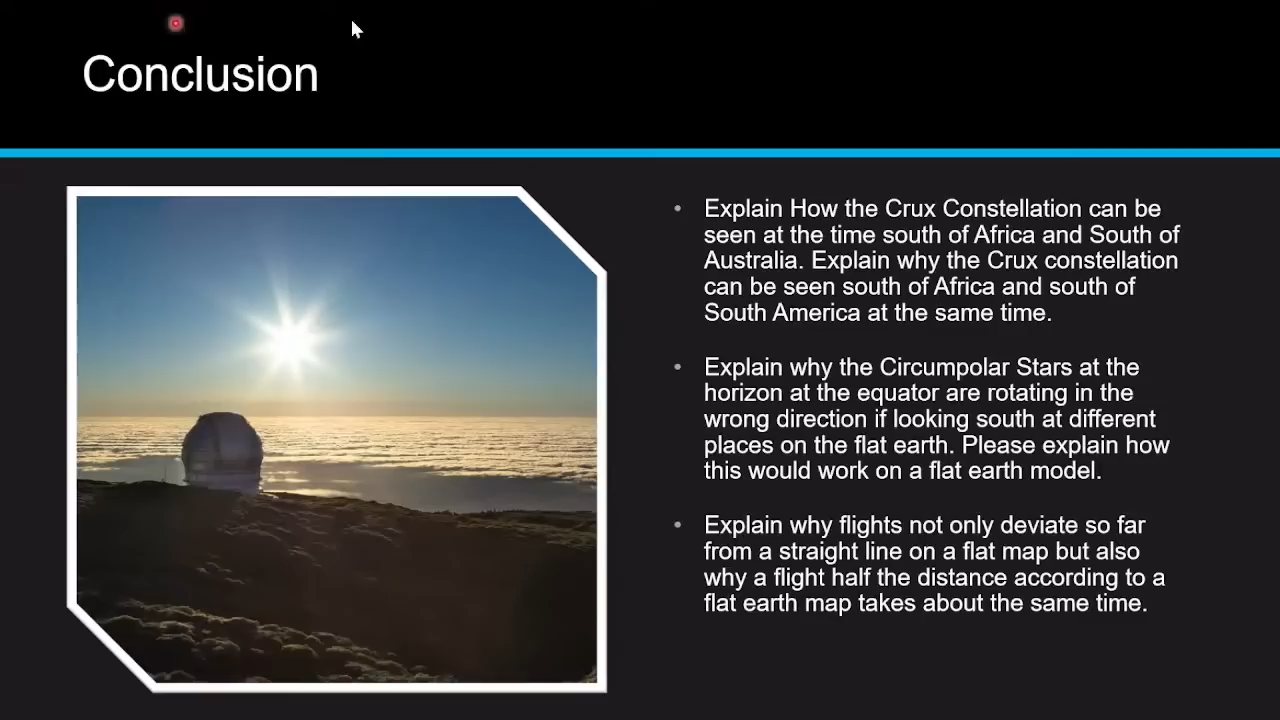 Conclusion
• Explain How the Crux Constellation can be
seen at the time south of Africa and South of
Australia. Explain why the Crux constellation
can be seen south of Africa and south of
South America at the same time.
• Explain why the Circumpolar Stars at the
horizon at the equator are rotating in the
wrong direction if looking south at different
places on the flat earth. Please explain how
this would work on a flat earth model.
• Explain why flights not only deviate so far
from a straight line on a flat map but also
why a flight half the distance according to a
flat earth map takes about the same time.